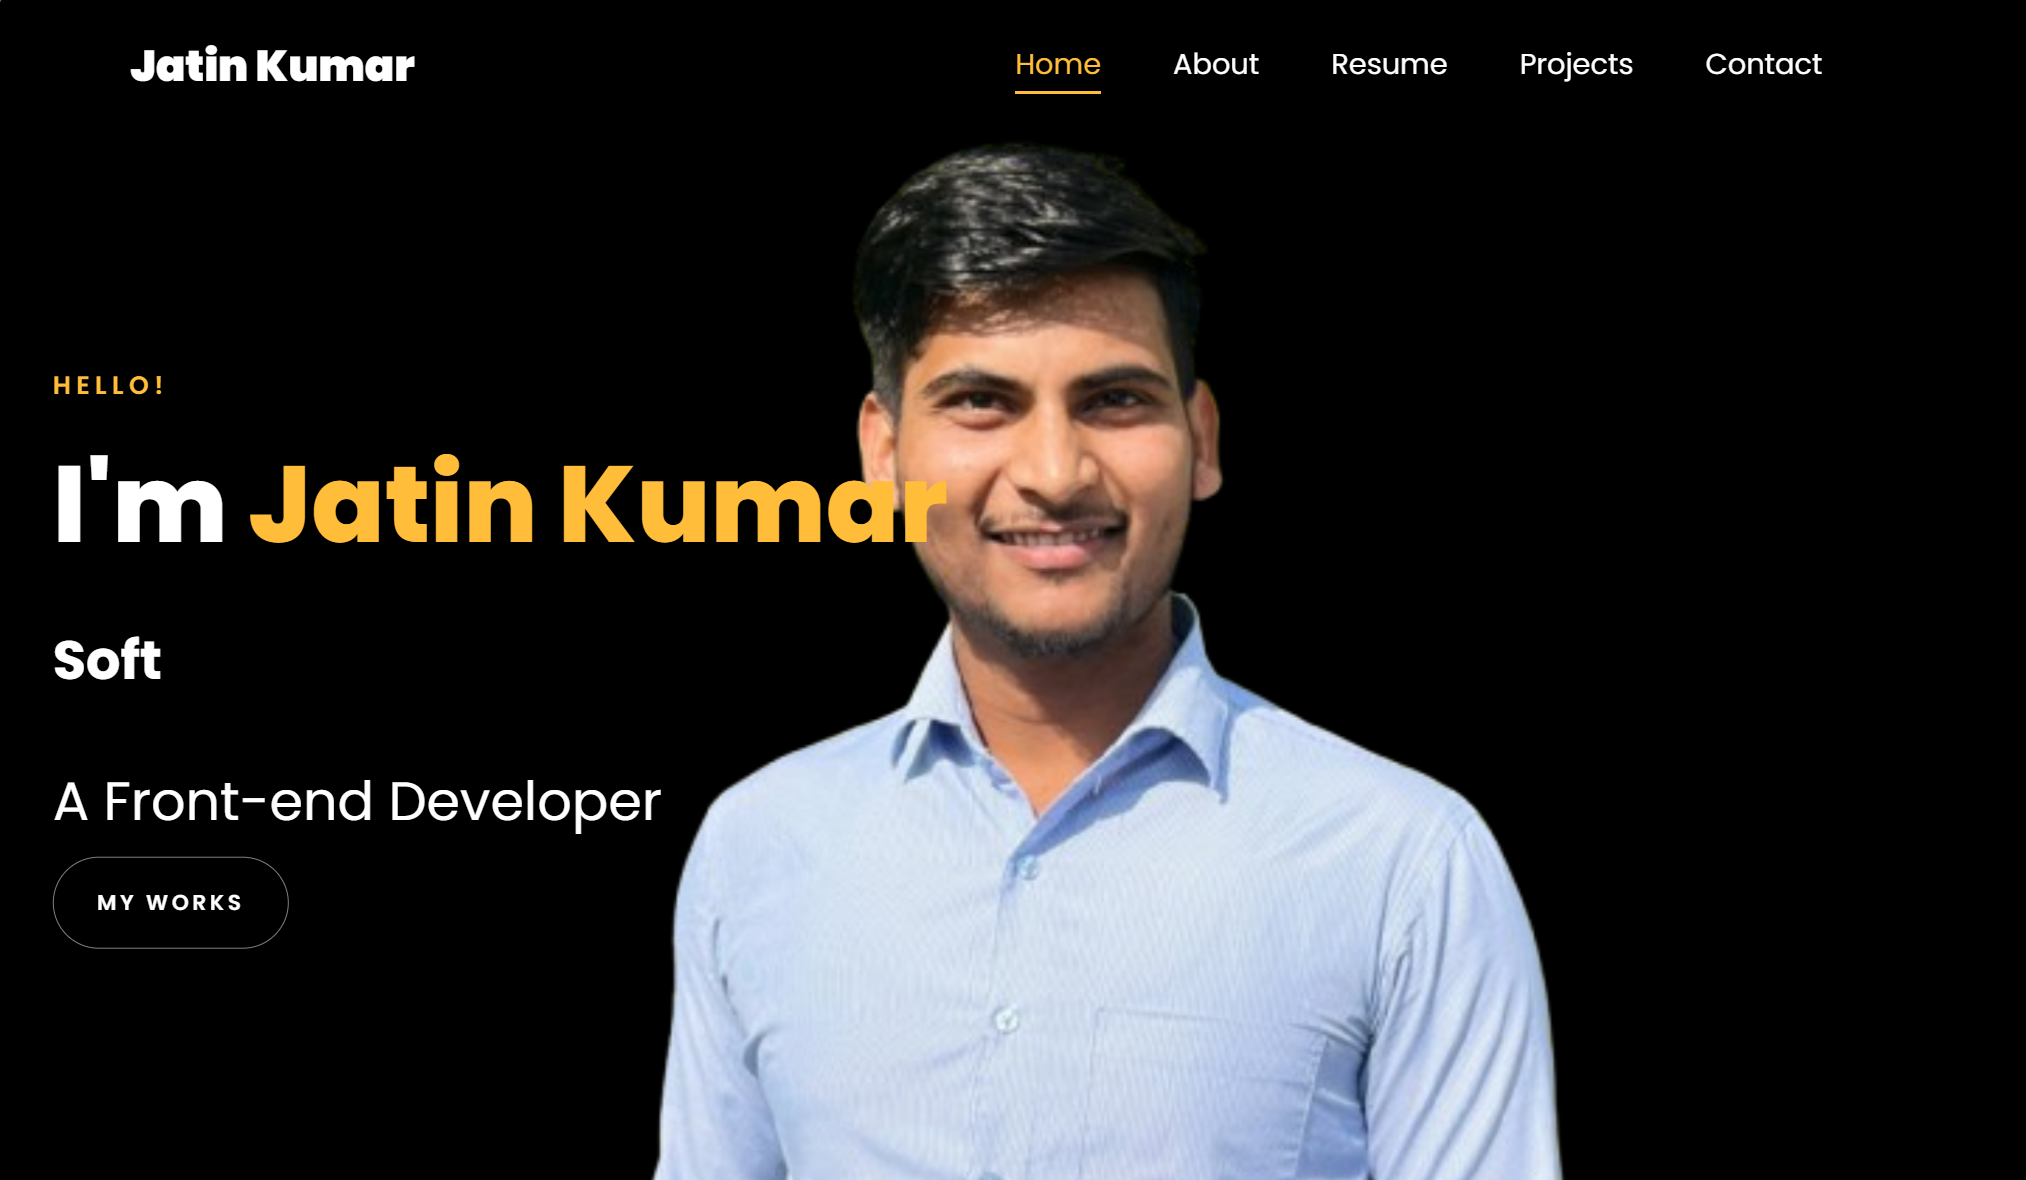 Jatin Kumar
Home About Resume Projects Contact
HELLO!
I'm Jatin Kumar
Soft
A Front-end Developer
MY WORKS